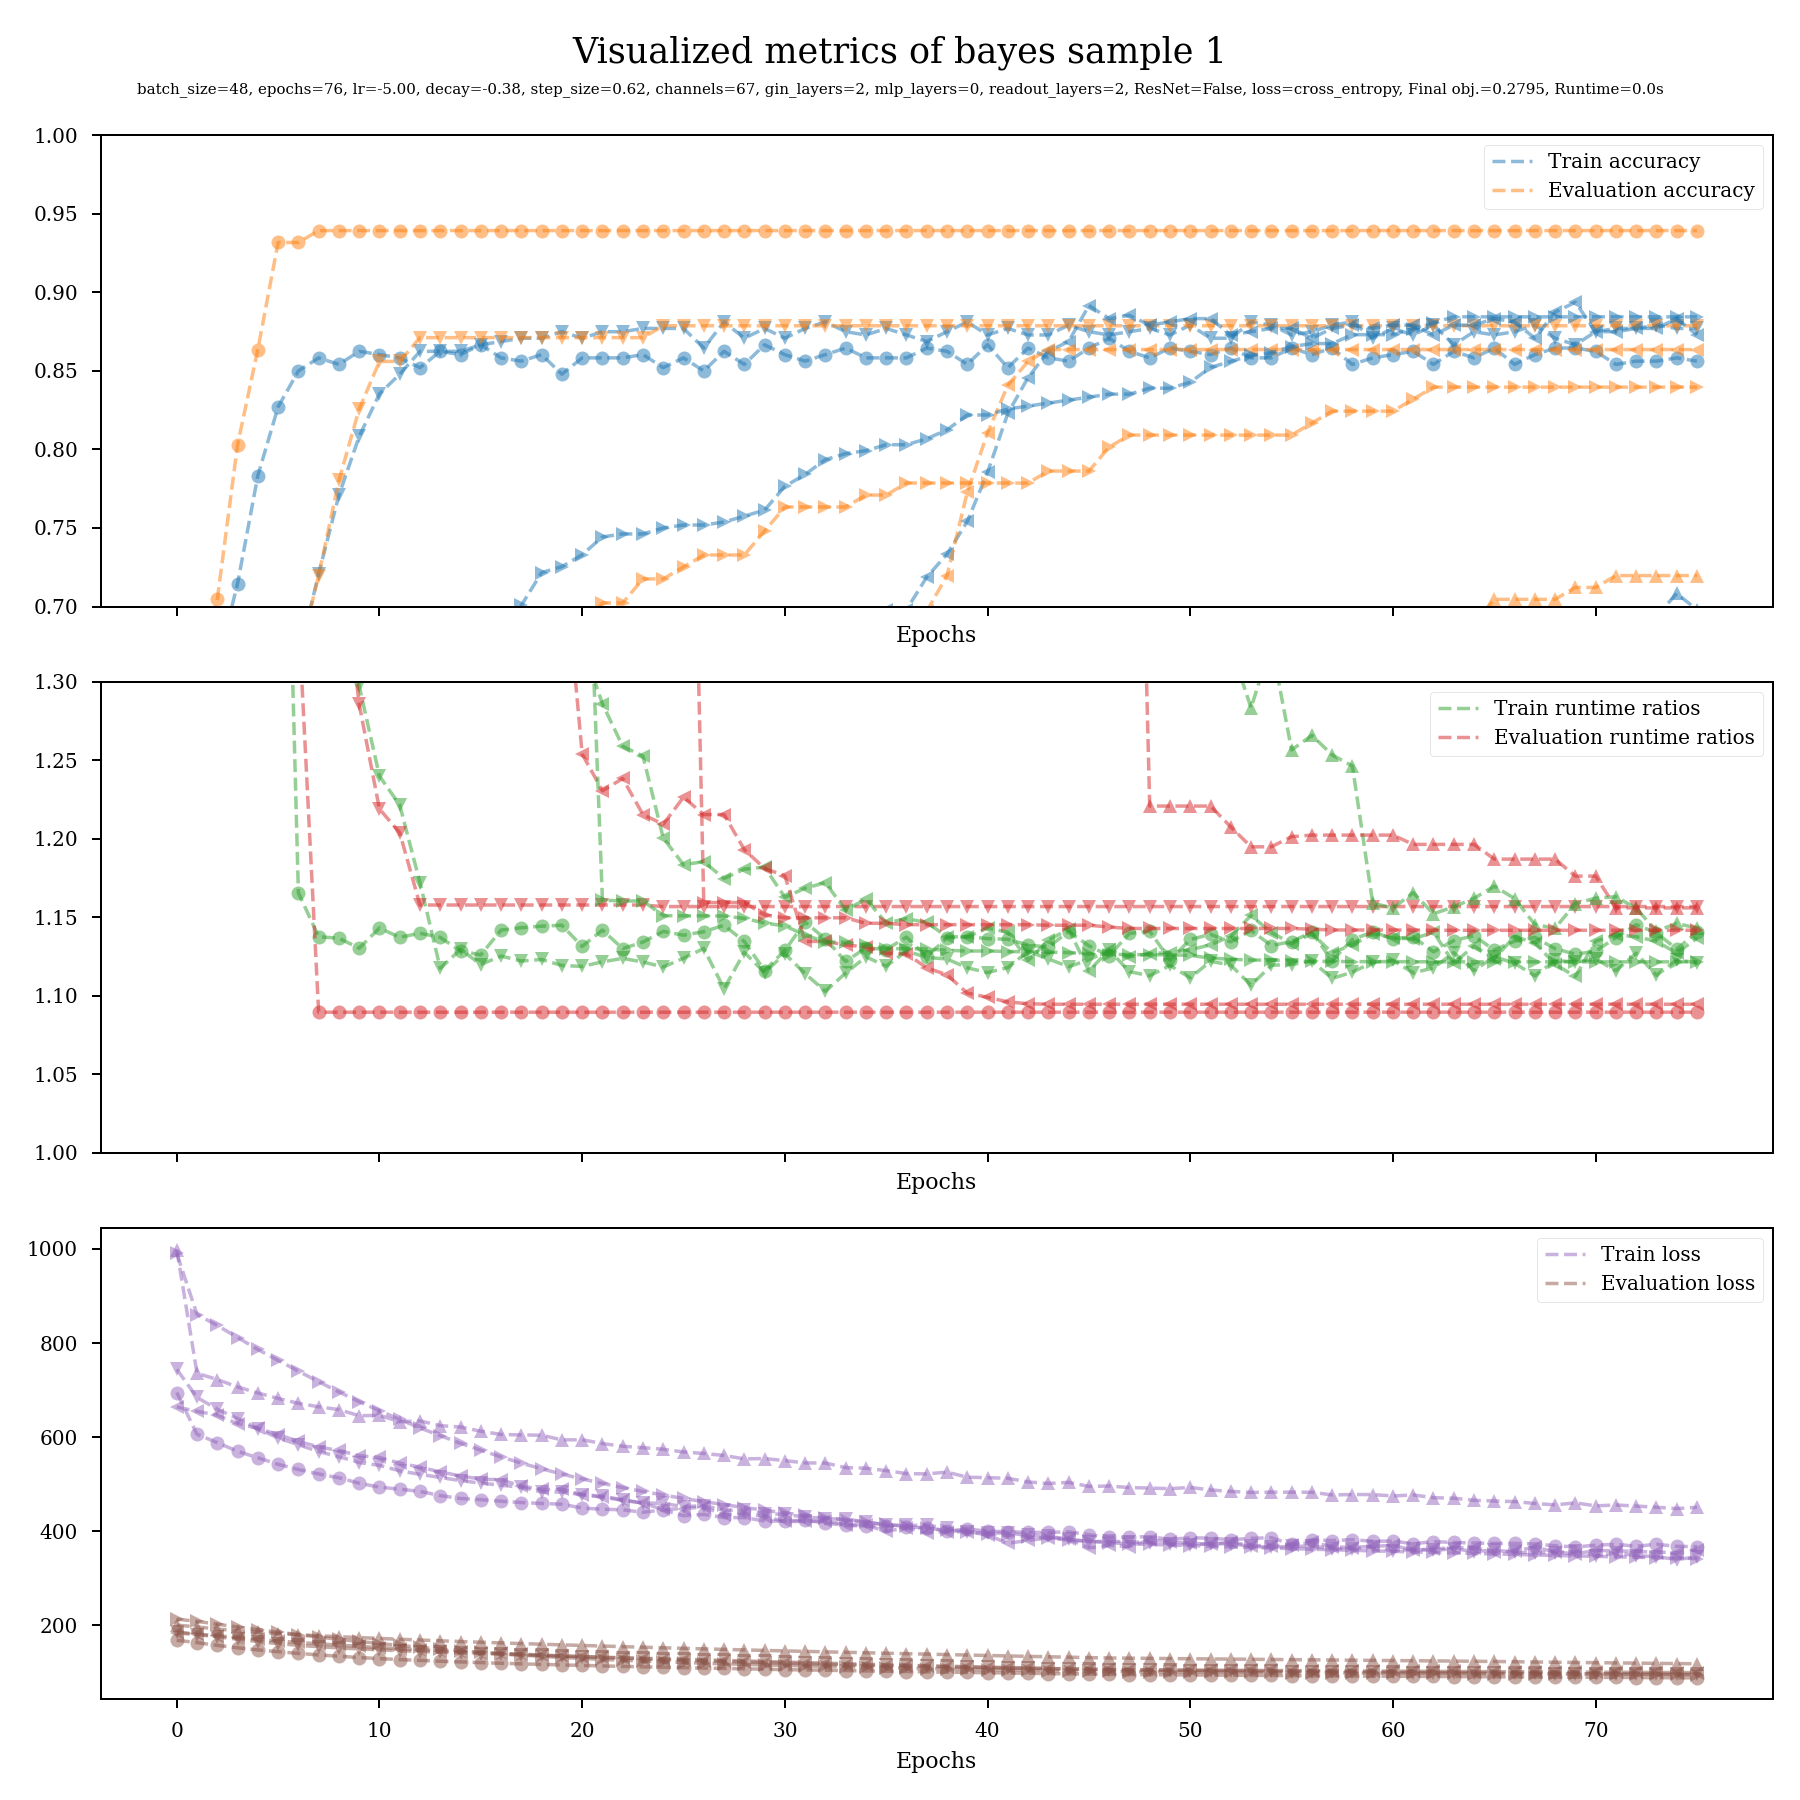 Visualized metrics of bayes sample 1
batch_size=48, epochs=76, lr=-5.00, decay=-0.38, step_size=0.62, channels=67, gin_layers=2, mlp_layers=0, readout_layers=2, ResNet=False, loss=cross_entropy, Final obj.=0.2795, Runtime=0.0s
1.00
0.95
0.90
0.85
0.80
0.75
0.70
Train accuracy
Evaluation accuracy
Epochs
1.30
1.25
1.20
1.15
1.10
1.05
1.00
Train runtime ratios
Evaluation runtime ratios
Epochs
1000
800
600
400
200
Train loss
Evaluation loss
0 10 20 30 40 50 60 70
Epochs